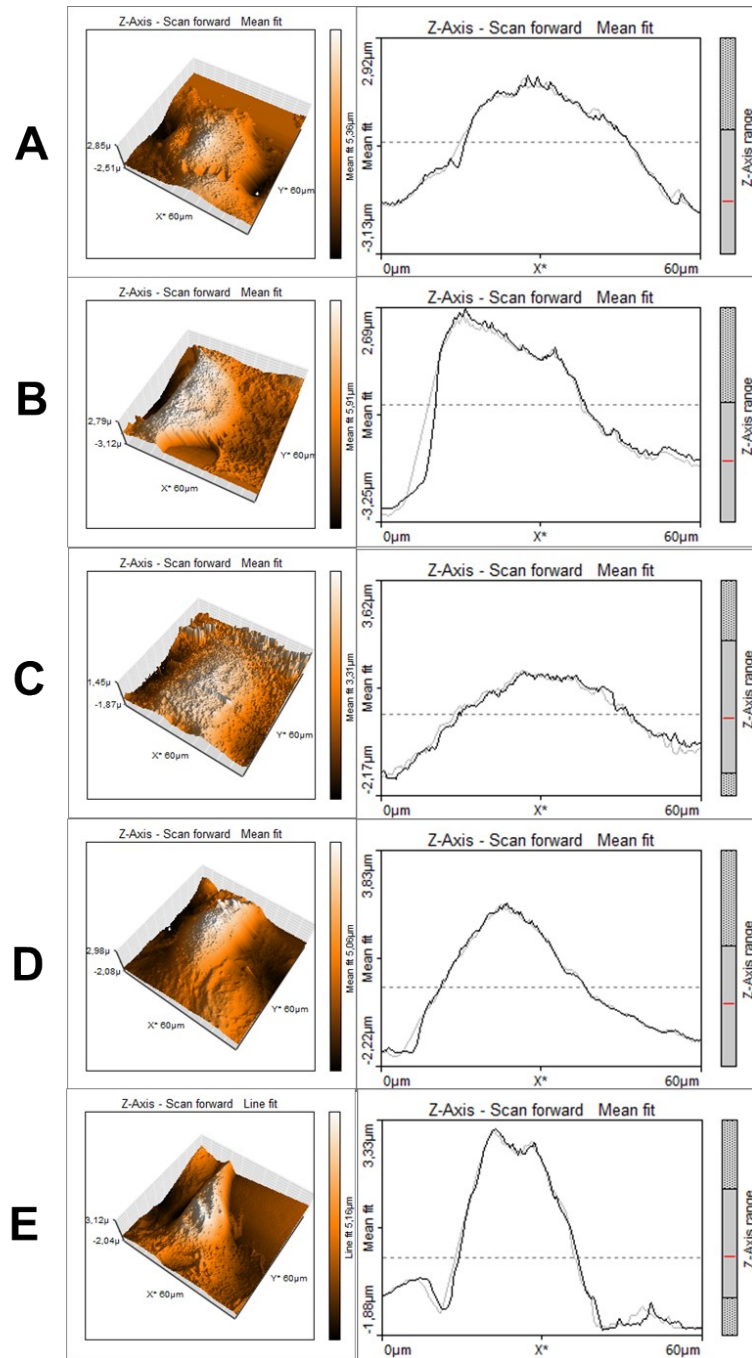 A
Z-Axis - Scan forward Mean fit
2,85µ
-2,51µ
X* 60µm
Y* 60µm
Mean fit 5,36µm
Z-Axis - Scan forward Mean fit
2,92µm
Mean fit
-3,13µm
0µm
X*
60µm
Z-Axis range
B
Z-Axis - Scan forward Mean fit
2,79µ
-3,12µ
X* 60µm
Y* 60µm
Mean fit 5,91µm
Z-Axis - Scan forward Mean fit
2,69µm
Mean fit
-3,25µm
0µm
X*
60µm
Z-Axis range
C
Z-Axis - Scan forward Mean fit
1,45µ
-1,87µ
X* 60µm
Y* 60µm
Mean fit 3,31µm
Z-Axis - Scan forward Mean fit
3,62µm
Mean fit
-2,17µm
0µm
X*
60µm
Z-Axis range
D
Z-Axis - Scan forward Mean fit
2,98µ
-2,08µ
X* 60µm
Y* 60µm
Mean fit 5,06µm
Z-Axis - Scan forward Mean fit
3,83µm
Mean fit
-2,22µm
0µm
X*
60µm
Z-Axis range
E
Z-Axis - Scan forward Line fit
3,12µ
-2,04µ
X* 60µm
Y* 60µm
Line fit 5,16µm
Z-Axis - Scan forward Mean fit
3,33µm
Mean fit
-1,88µm
0µm
X*
60µm
Z-Axis range